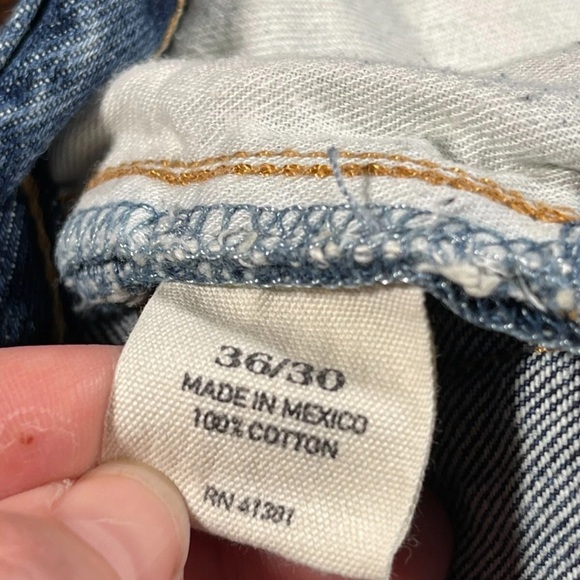 36/30
MADE IN MEXICO
100% COTTON
RN 41381